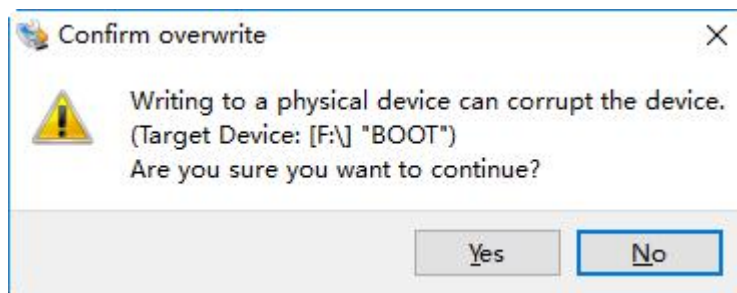 Confirm overwrite
Writing to a physical device can corrupt the device.
(Target Device: [F:\] "BOOT")
Are you sure you want to continue?
Yes
No